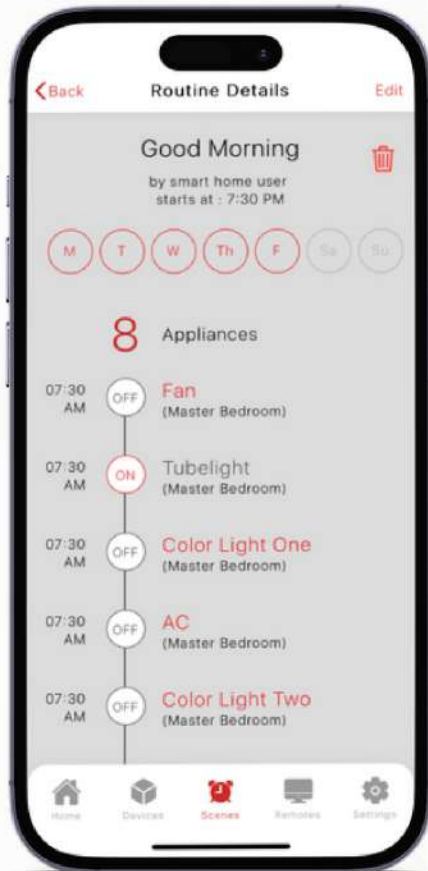 Back Routine Details Edit
Good Morning
by smart home user
starts at : 7:30 PM
M T W Th F Sa Su
8 Appliances
07:30 AM OFF Fan
(Master Bedroom)
07:30 AM ON Tubelight
(Master Bedroom)
07:30 AM OFF Color Light One
(Master Bedroom)
07:30 AM OFF AC
(Master Bedroom)
07:30 AM OFF Color Light Two
(Master Bedroom)
Home Devices Scenes Remotes Settings